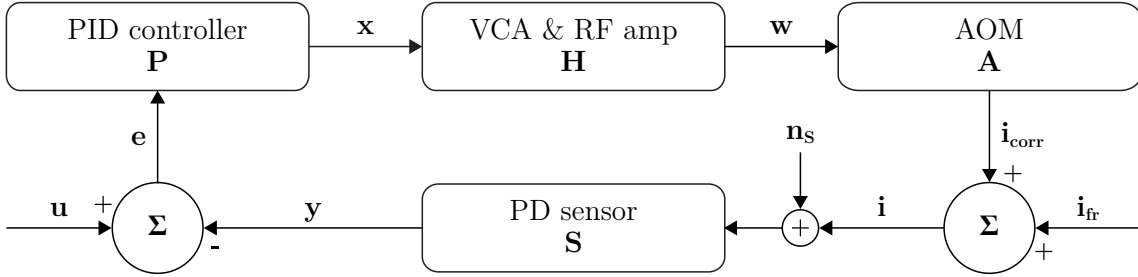 PID controller
P
x
VCA & RF amp
H
w
AOM
A
e
n_S
i_corr
+
u
+
Σ
-
y
PD sensor
S
+
i
Σ
+
i_fr